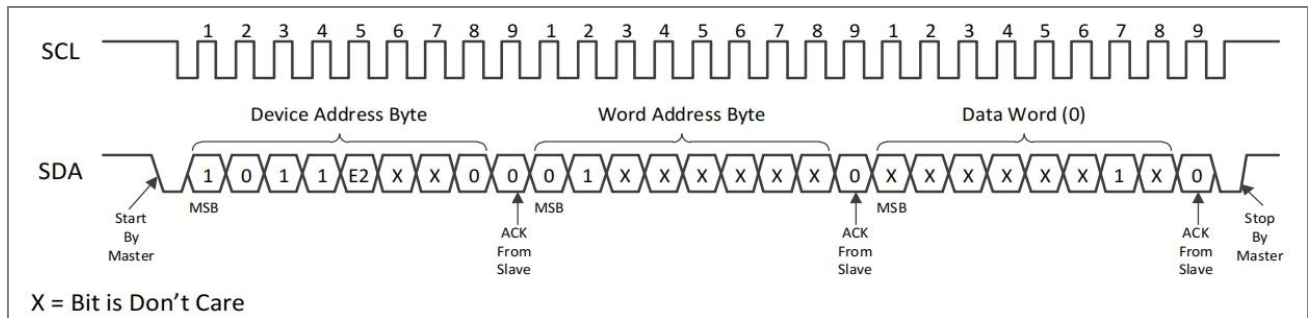 1 2 3 4 5 6 7 8 9 1 2 3 4 5 6 7 8 9 1 2 3 4 5 6 7 8 9
SCL
Device Address Byte Word Address Byte Data Word (0)
SDA 1 0 1 1 E2 X X 0 0 0 1 X X X X X X 0 X X X X X X 1 X 0
MSB MSB MSB
Start
By
Master
ACK
From
Slave
ACK
From
Slave
ACK
From
Slave
Stop
By
Master
X = Bit is Don't Care